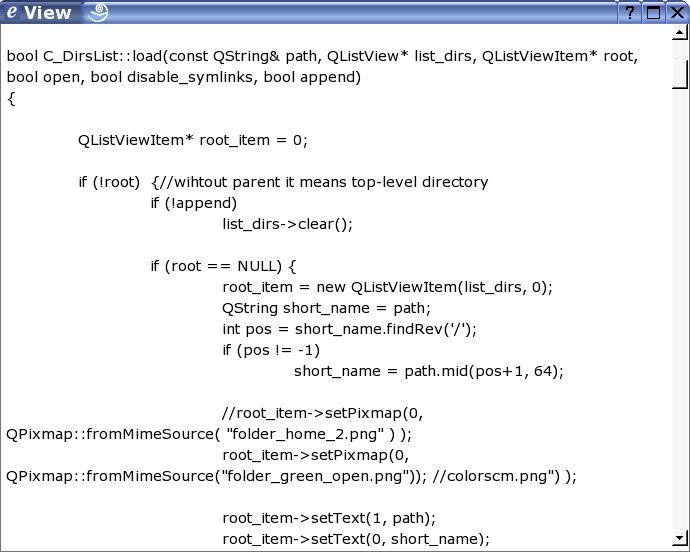 e View
?
bool C_DirsList::load(const QString& path, QListView* list_dirs, QListViewItem* root,
bool open, bool disable_symlinks, bool append)
{
QListViewItem* root_item = 0;
if (!root)  {//wihtout parent it means top-level directory
if (!append)
list_dirs->clear();
if (root == NULL) {
root_item = new QListViewItem(list_dirs, 0);
QString short_name = path;
int pos = short_name.findRev('/');
if (pos != -1)
short_name = path.mid(pos+1, 64);
//root_item->setPixmap(0,
QPixmap::fromMimeSource( "folder_home_2.png" ) );
root_item->setPixmap(0,
QPixmap::fromMimeSource("folder_green_open.png")); //colorscm.png") );
root_item->setText(1, path);
root_item->setText(0, short_name);